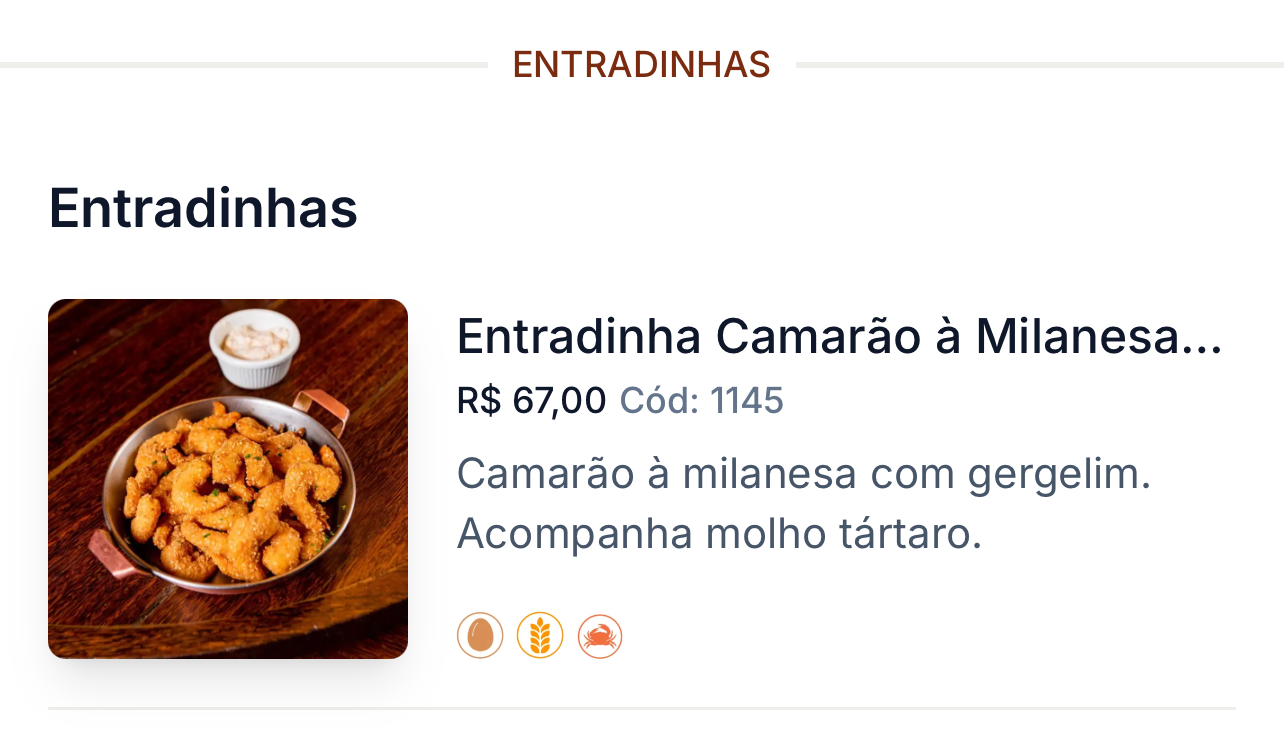 ENTRADINHAS
Entradinhas
Entradinha Camarão à Milanesa...
R$ 67,00 Cód: 1145
Camarão à milanesa com gergelim.
Acompanha molho tártaro.